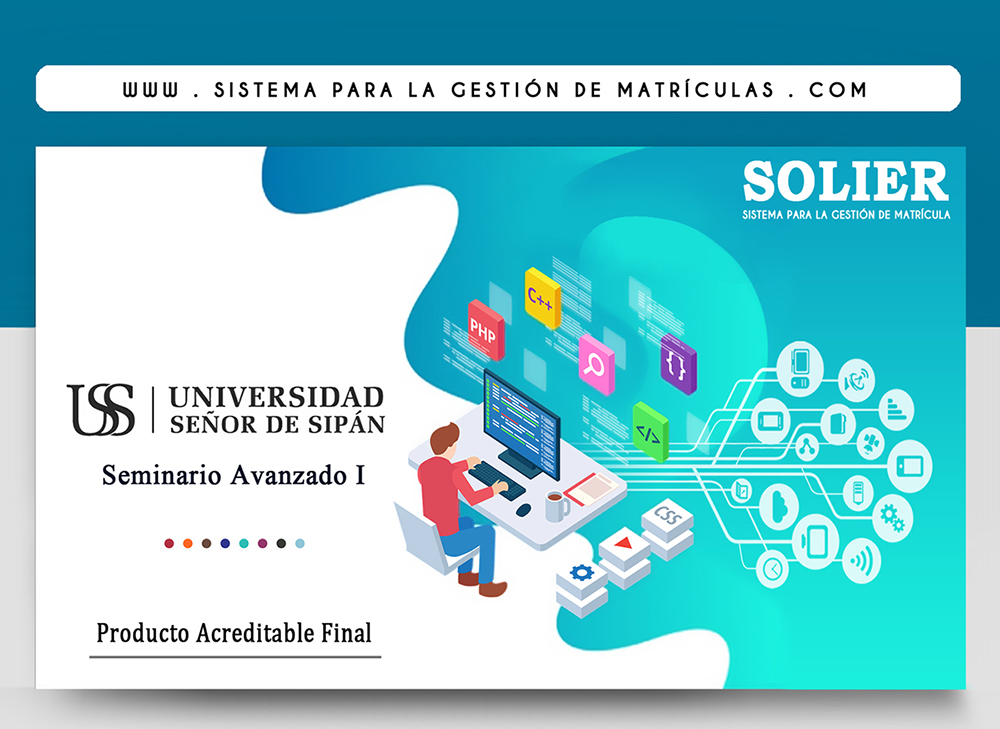 WWW . SISTEMA PARA LA GESTIÓN DE MATRÍCULAS . COM
SOLIER
SISTEMA PARA LA GESTIÓN DE MATRÍCULA
C++
PHP
{}
</>
USS
UNIVERSIDAD
SEÑOR DE SIPÁN
Seminario Avanzado I
CSS
Producto Acreditable Final